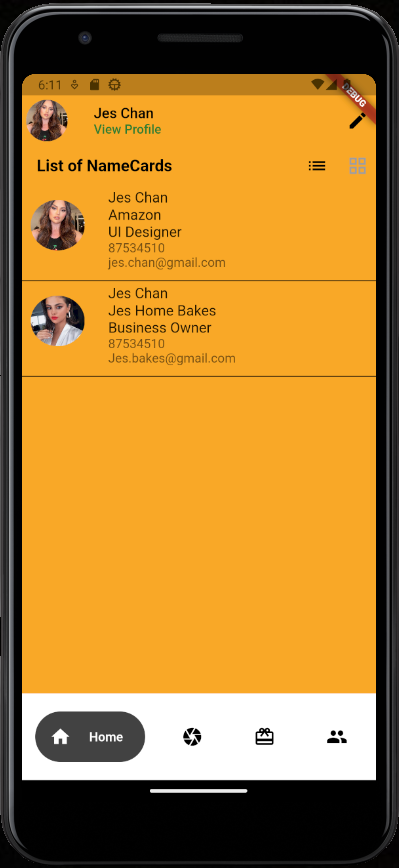 6:11
DEBUG
Jes Chan
View Profile
List of NameCards
Jes Chan
Amazon
UI Designer
87534510
jes.chan@gmail.com
Jes Chan
Jes Home Bakes
Business Owner
87534510
Jes.bakes@gmail.com
Home